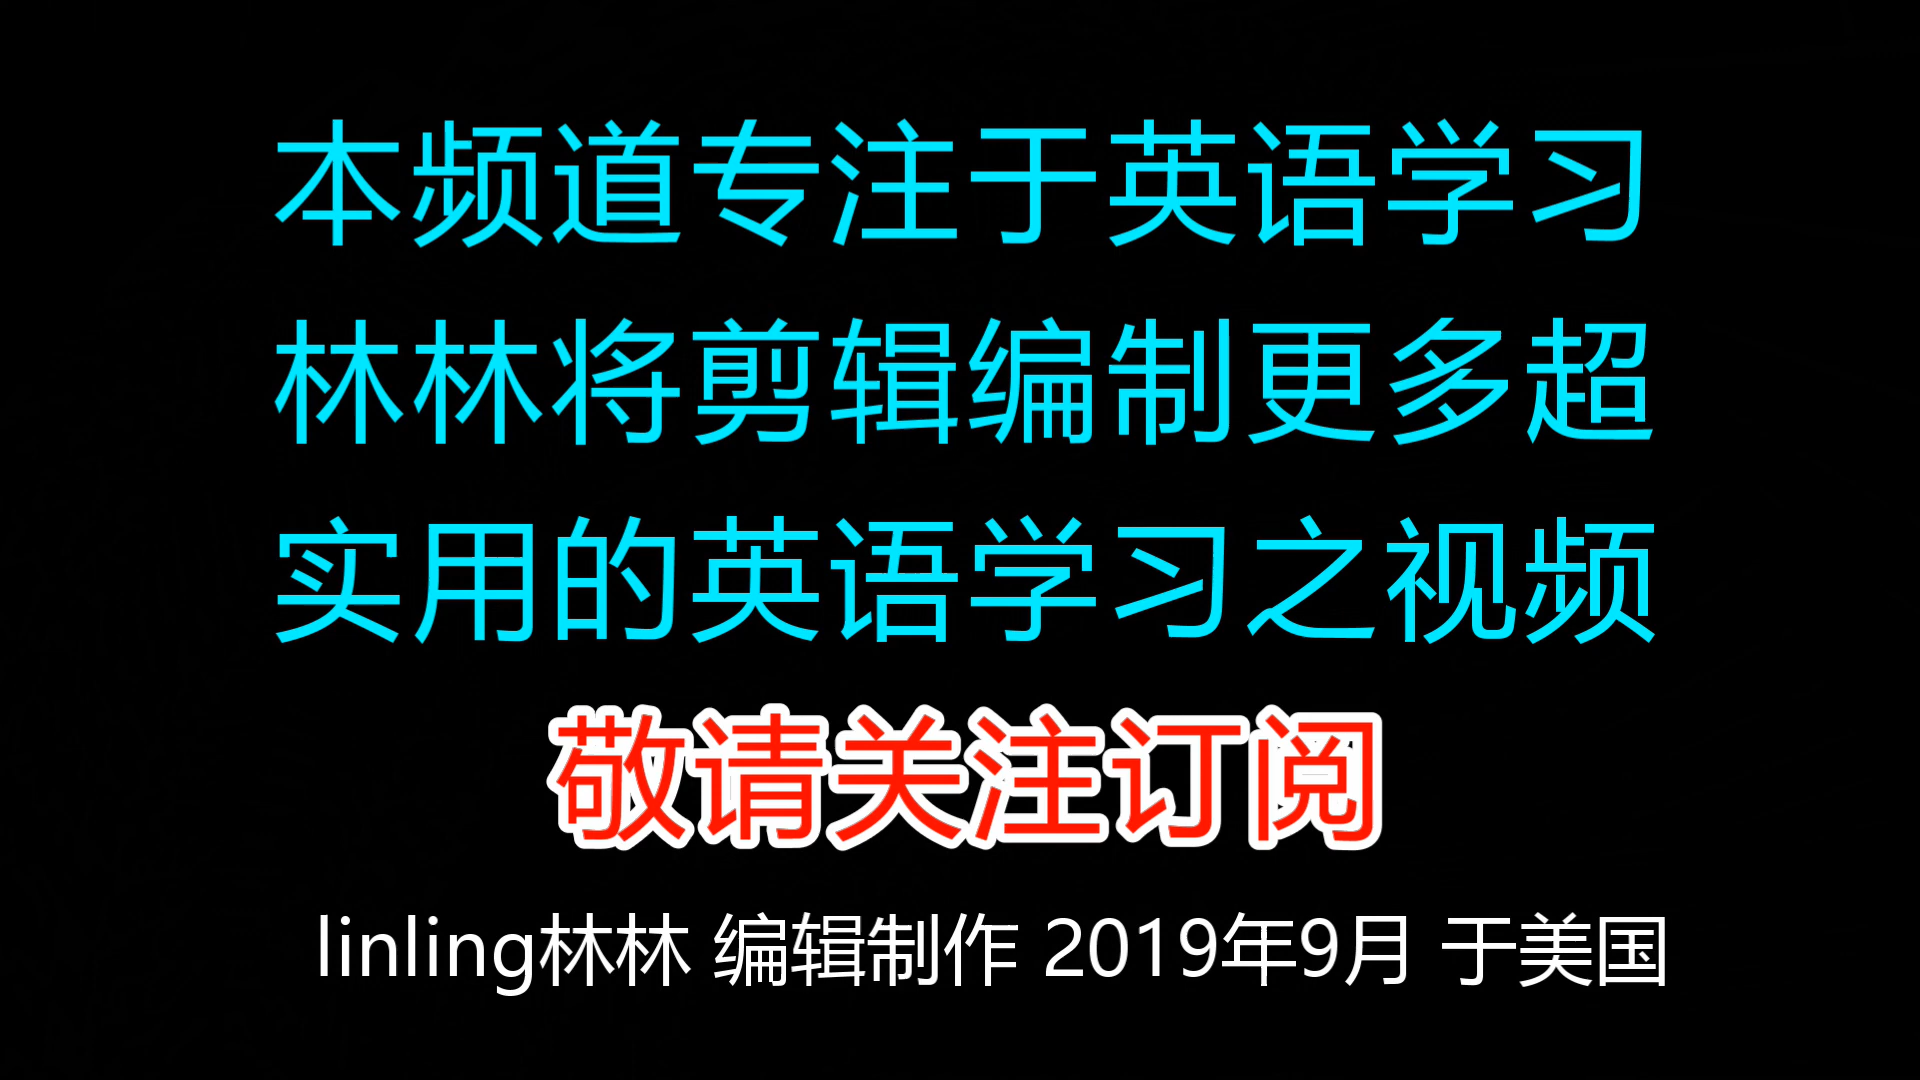 本频道专注于英语学习
林林将剪辑编制更多超
实用的英语学习之视频
敬请关注订阅
linling林林 编辑制作 2019年9月 于美国